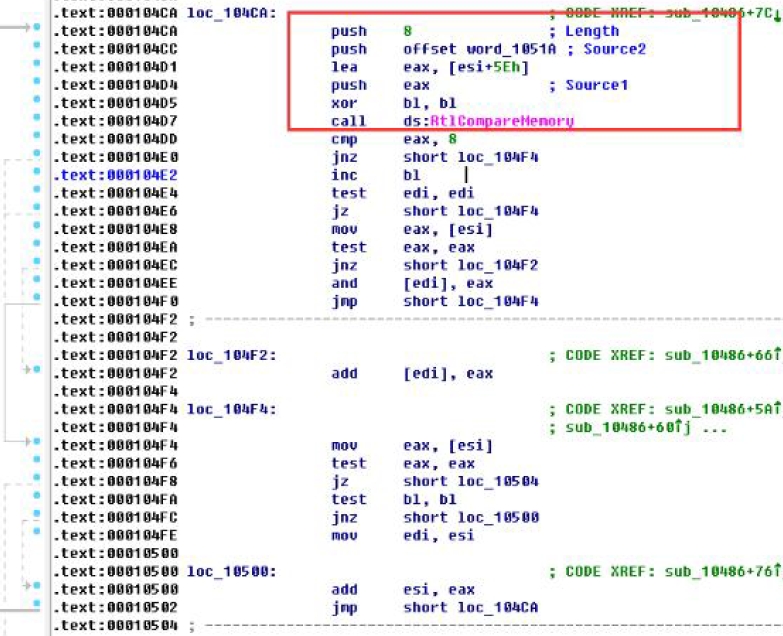 .text:000104CA loc_104CA: ; CODE XREF: sub_10486+7C↓
.text:000104CA push 8 ; Length
.text:000104CC push offset word_1051A ; Source2
.text:000104D1 lea eax, [esi+5Eh]
.text:000104D4 push eax ; Source1
.text:000104D5 xor bl, bl
.text:000104D7 call ds:RtlCompareMemory
.text:000104DD cmp eax, 8
.text:000104E0 jnz short loc_104F4
.text:000104E2 inc bl
.text:000104E4 test edi, edi
.text:000104E6 jz short loc_104F4
.text:000104E8 mov eax, [esi]
.text:000104EA test eax, eax
.text:000104EC jnz short loc_104F2
.text:000104EE and [edi], eax
.text:000104F0 jmp short loc_104F4
.text:000104F2 ; ---------------------------------------------------------------------------
.text:000104F2
.text:000104F2 loc_104F2: ; CODE XREF: sub_10486+66↑
.text:000104F2 add [edi], eax
.text:000104F4
.text:000104F4 loc_104F4: ; CODE XREF: sub_10486+5A↑
.text:000104F4 ; sub_10486+60↑j ...
.text:000104F4 mov eax, [esi]
.text:000104F6 test eax, eax
.text:000104F8 jz short loc_10504
.text:000104FA test bl, bl
.text:000104FC jnz short loc_10500
.text:000104FE mov edi, esi
.text:00010500
.text:00010500 loc_10500: ; CODE XREF: sub_10486+76↑
.text:00010500 add esi, eax
.text:00010502 jmp short loc_104CA
.text:00010504 ; ---------------------------------------------------------------------------